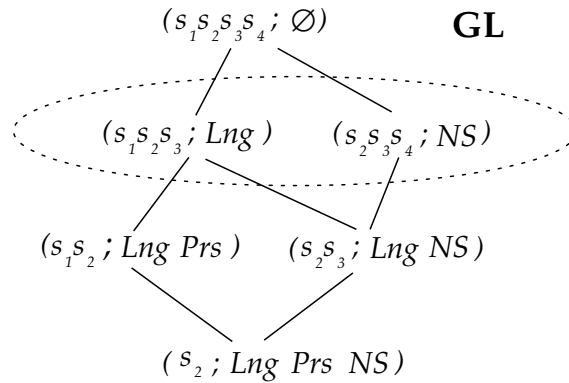 (s₁s₂s₃s₄; ∅) GL
(s₁s₂s₃; Lng) (s₂s₃s₄; NS)
(s₁s₂; Lng Prs) (s₂s₃; Lng NS)
(s₂; Lng Prs NS)